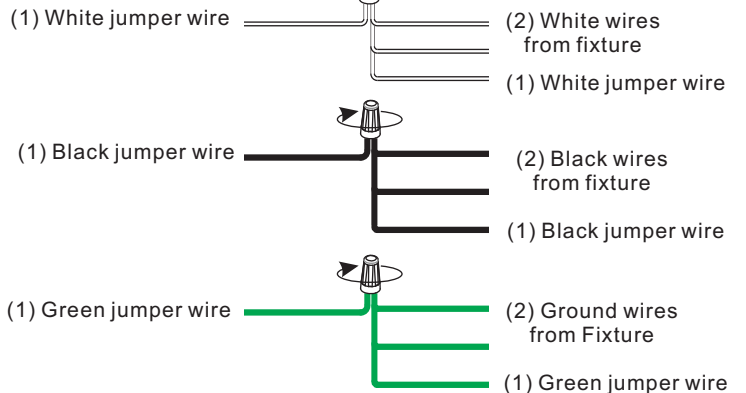 (1) White jumper wire
(2) White wires
from fixture
(1) White jumper wire
(1) Black jumper wire
(2) Black wires
from fixture
(1) Black jumper wire
(1) Green jumper wire
(2) Ground wires
from Fixture
(1) Green jumper wire